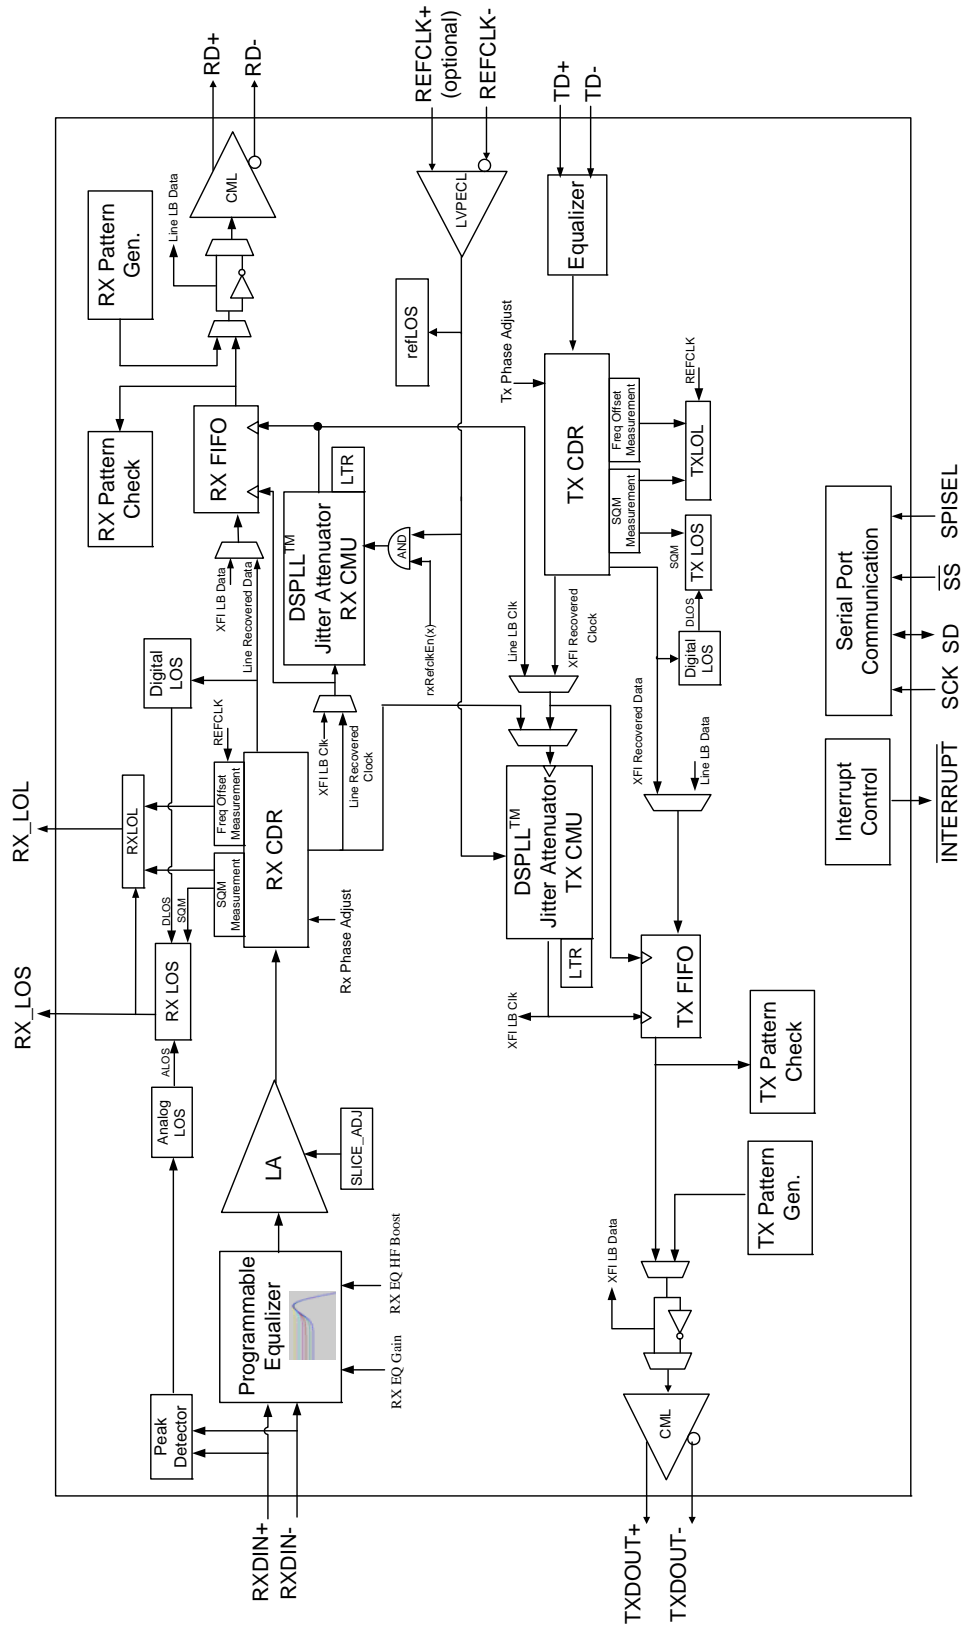 RX_LOS
RX_LOL
RXDIN+
RXDIN-
Peak
Detector
Analog
LOS
ALOS
RX LOS
DLOS
SQM
RXLOL
Digital
LOS
REFCLK
SQM
Measurement
Freq Offset
Measurement
RX CDR
Rx Phase Adjust
Programmable
Equalizer
RX EQ Gain
RX EQ HF Boost
LA
SLICE_ADJ
Line Recovered Data
XFI LB Data
XFI LB Clk
Line Recovered
Clock
DSPLL™
Jitter Attenuator
RX CMU
LTR
AND
rxRefclkEn(x)
RX FIFO
RX Pattern
Check
RX Pattern
Gen.
Line LB Data
CML
RD+
RD-
REFCLK+
(optional)
REFCLK-
LVPECL
refLOS
TD+
TD-
Equalizer
Tx Phase Adjust
TX CDR
Freq Offset
Measurement
SQM
Measurement
REFCLK
TXLOL
SQM
TX LOS
DLOS
Digital
LOS
Line LB Clk
XFI Recovered
Clock
XFI Recovered Data
Line LB Data
DSPLL™
Jitter Attenuator
TX CMU
LTR
XFI LB Clk
TX FIFO
TX Pattern
Check
TX Pattern
Gen.
XFI LB Data
CML
TXDOUT+
TXDOUT-
Interrupt
Control
INTERRUPT
Serial Port
Communication
SCK
SD
SS
SPISEL